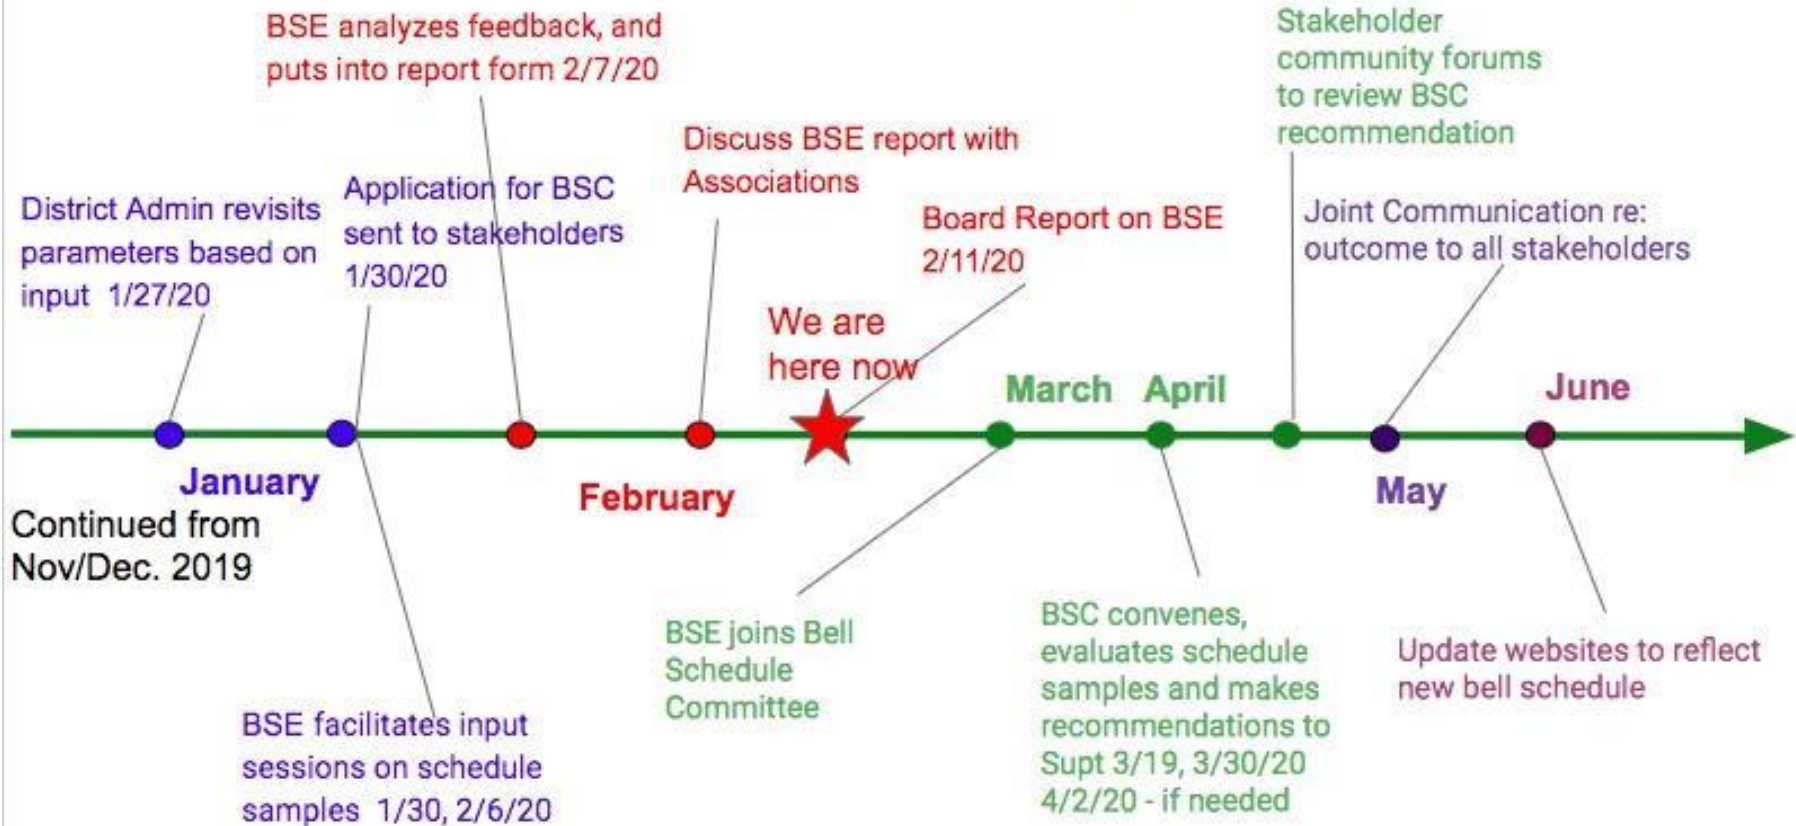 BSE analyzes feedback, and
puts into report form 2/7/20
Stakeholder
community forums
to review BSC
recommendation
Discuss BSE report with
Associations
Application for BSC
sent to stakeholders
1/30/20
District Admin revisits
parameters based on
input 1/27/20
Board Report on BSE
2/11/20
Joint Communication re:
outcome to all stakeholders
We are
here now
March
April
June
January
February
May
Continued from
Nov/Dec. 2019
BSE joins Bell
Schedule
Committee
BSC convenes,
evaluates schedule
samples and makes
recommendations to
Supt 3/19, 3/30/20
4/2/20 - if needed
Update websites to reflect
new bell schedule
BSE facilitates input
sessions on schedule
samples 1/30, 2/6/20